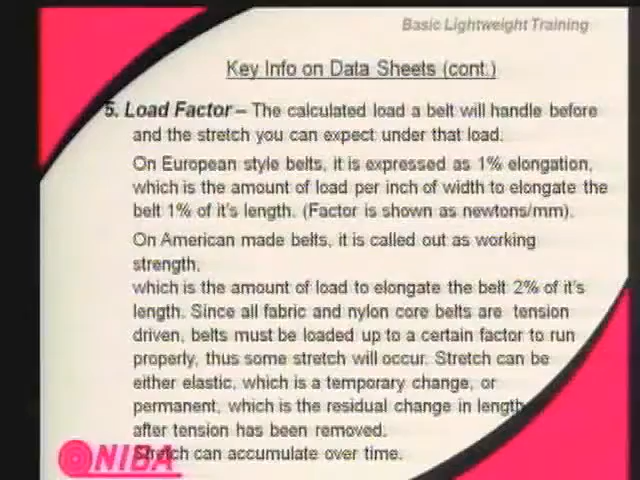 Basic Lightweight Training
Key Info on Data Sheets (cont.)
5. Load Factor – The calculated load a belt will handle before
and the stretch you can expect under that load.
On European style belts, it is expressed as 1% elongation,
which is the amount of load per inch of width to elongate the
belt 1% of it's length. (Factor is shown as newtons/mm).
On American made belts, it is called out as working
strength,
which is the amount of load to elongate the belt 2% of it's
length. Since all fabric and nylon core belts are tension
driven, belts must be loaded up to a certain factor to run
properly, thus some stretch will occur. Stretch can be
either elastic, which is a temporary change, or
permanent, which is the residual change in length
after tension has been removed.
Stretch can accumulate over time.
NIBA